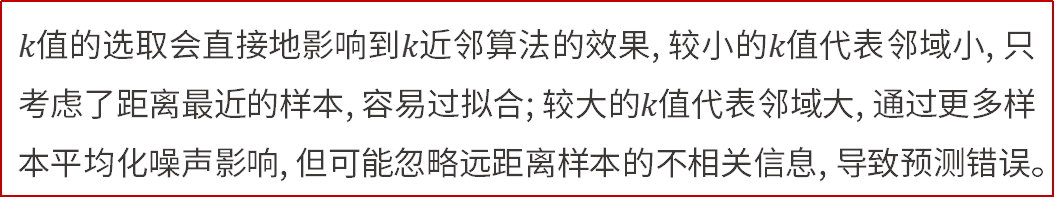 k值的选取会直接地影响到k近邻算法的效果, 较小的k值代表邻域小, 只
考虑了距离最近的样本, 容易过拟合; 较大的k值代表邻域大, 通过更多样
本平均化噪声影响, 但可能忽略远距离样本的不相关信息, 导致预测错误。